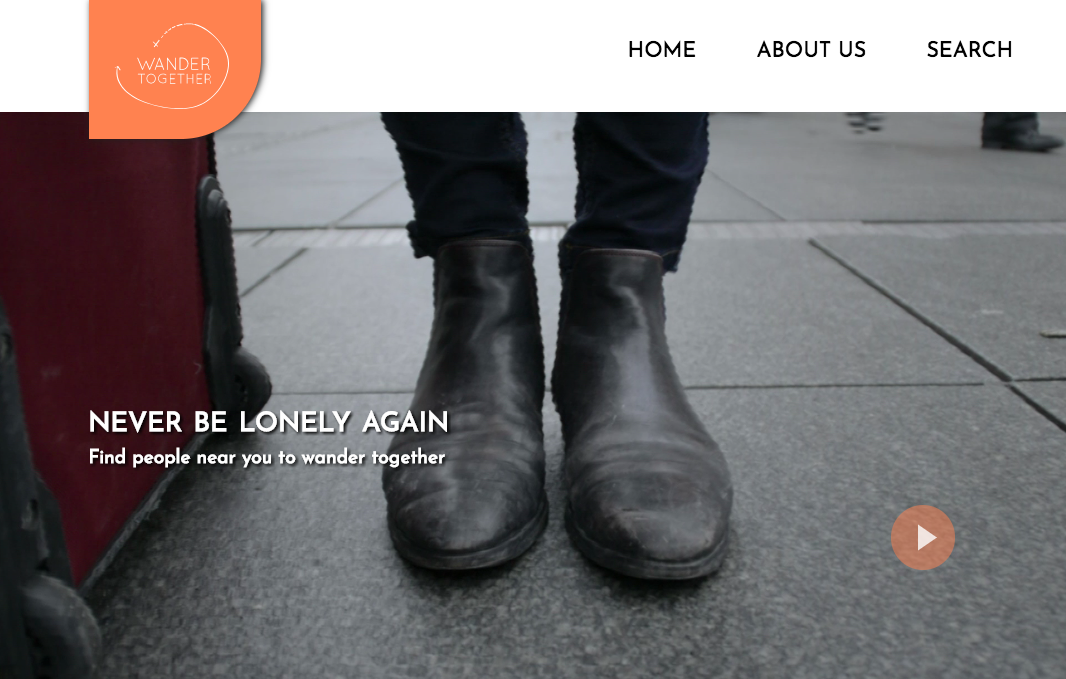 WANDER
TOGETHER
HOME ABOUT US SEARCH
NEVER BE LONELY AGAIN
Find people near you to wander together